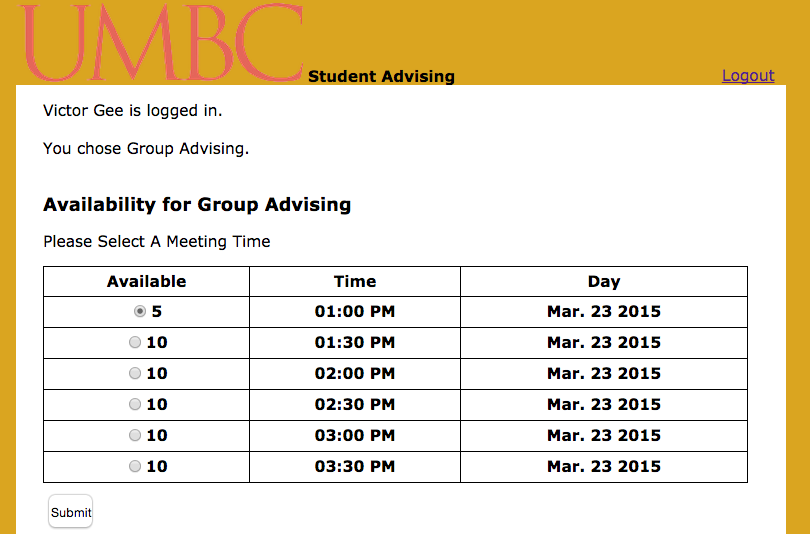 UMBC Student Advising Logout
Victor Gee is logged in.
You chose Group Advising.
Availability for Group Advising
Please Select A Meeting Time
Available Time Day
5 01:00 PM Mar. 23 2015
10 01:30 PM Mar. 23 2015
10 02:00 PM Mar. 23 2015
10 02:30 PM Mar. 23 2015
10 03:00 PM Mar. 23 2015
10 03:30 PM Mar. 23 2015
Submit